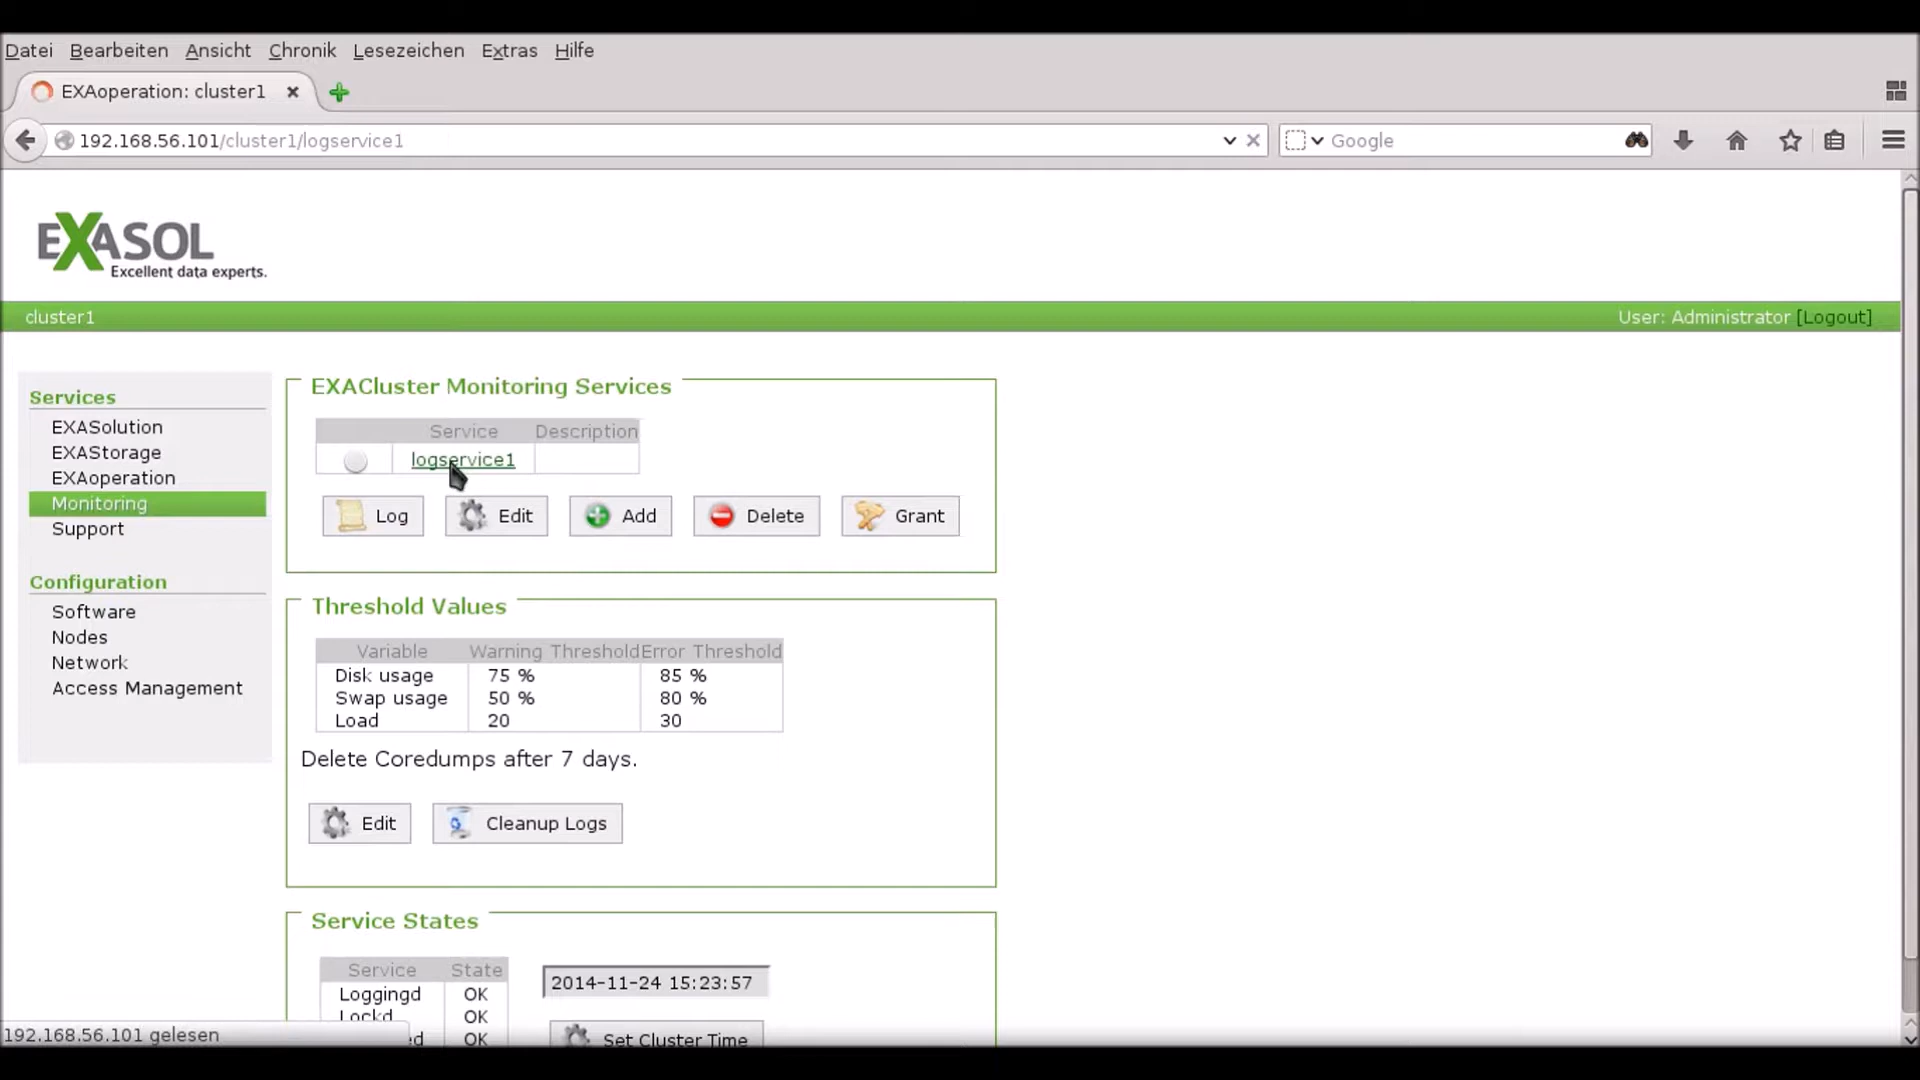 Datei Bearbeiten Ansicht Chronik Lesezeichen Extras Hilfe
EXAoperation: cluster1
192.168.56.101/cluster1/logservice1
Google
EXASOL
Excellent data experts.
cluster1
User: Administrator [Logout]
Services
EXASolution
EXAStorage
EXAoperation
Monitoring
Support
Configuration
Software
Nodes
Network
Access Management
EXACluster Monitoring Services
Service Description
logservice1
Log Edit Add Delete Grant
Threshold Values
Variable Warning Threshold Error Threshold
Disk usage 75 % 85 %
Swap usage 50 % 80 %
Load 20 30
Delete Coredumps after 7 days.
Edit Cleanup Logs
Service States
Service State
Loggingd OK
Lockd OK
OK
2014-11-24 15:23:57
Set Cluster Time
192.168.56.101 gelesen